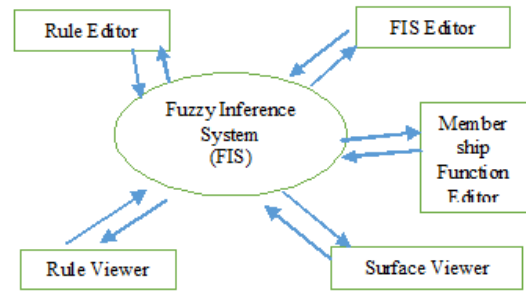 Rule Editor
FIS Editor
Fuzzy Inference
System
(FIS)
Member
ship
Function
Editor
Rule Viewer
Surface Viewer